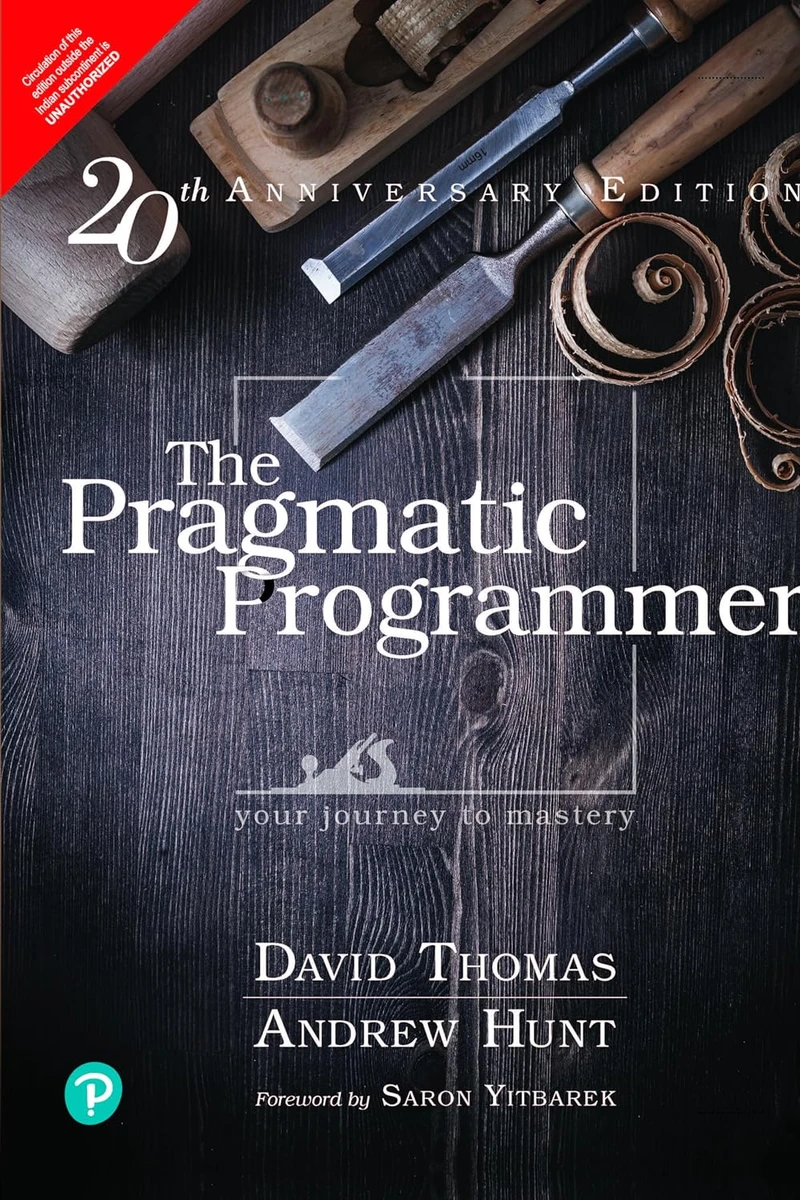 Circulation of this
edition outside the
Indian subcontinent is
UNAUTHORIZED
20th ANNIVERSARY EDITION
16mm
The
Pragmatic
Programmer
your journey to mastery
DAVID THOMAS
ANDREW HUNT
Foreword by SARON YITBAREK
P